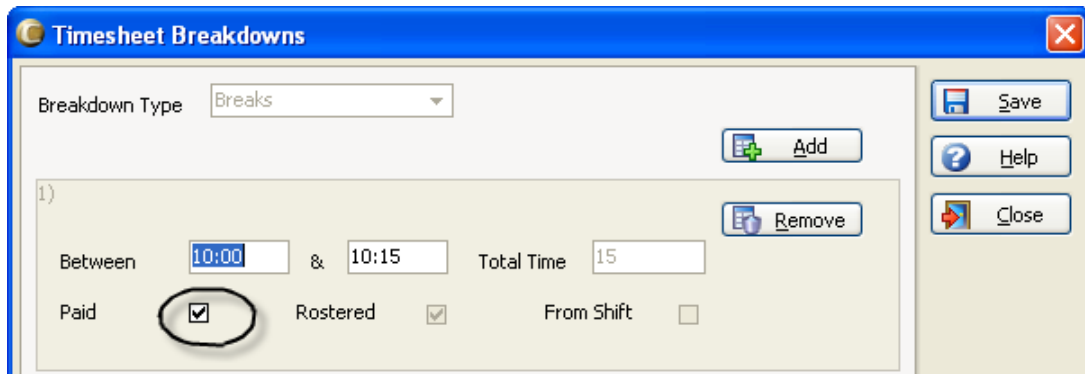 Timesheet Breakdowns
Breakdown Type Breaks
Save
Add
Help
1)
Remove
Close
Between 10:00 & 10:15 Total Time 15
Paid Rostered From Shift